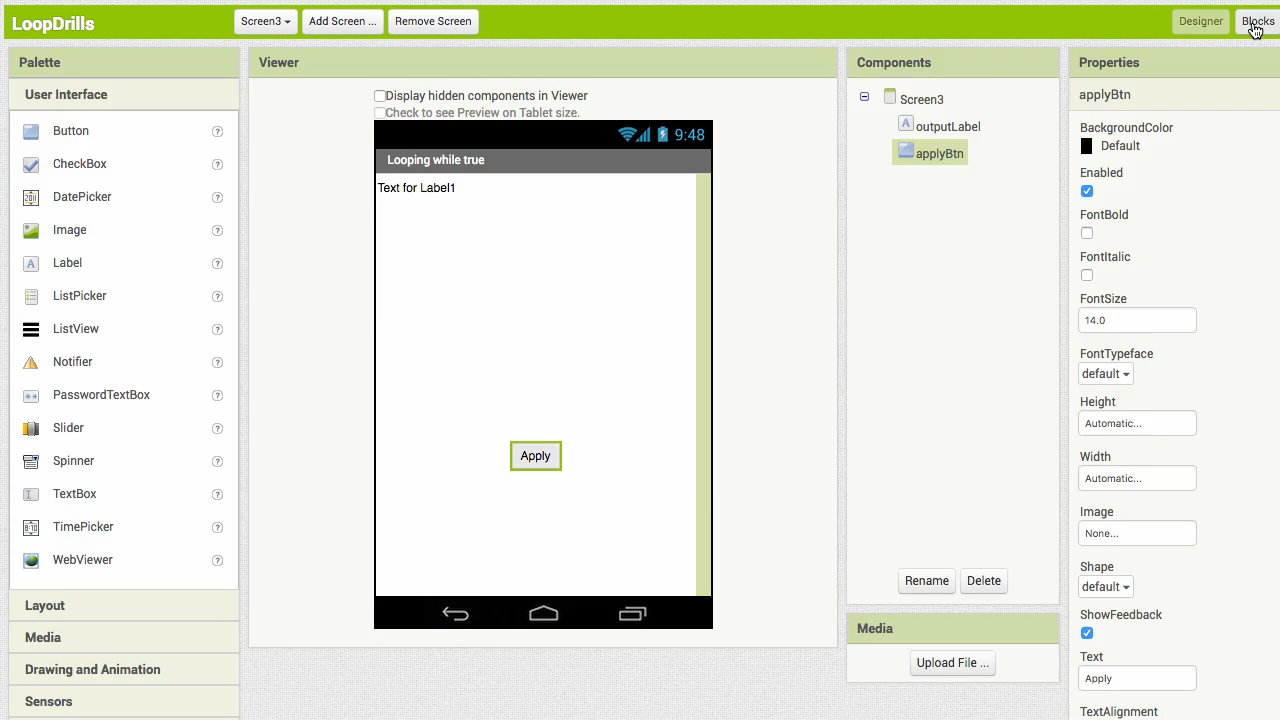 LoopDrills
Screen3
Add Screen ...
Remove Screen
Designer
Blocks
Palette
User Interface
Button
?
CheckBox
?
DatePicker
?
Image
?
Label
?
ListPicker
?
ListView
?
Notifier
?
PasswordTextBox
?
Slider
?
Spinner
?
TextBox
?
TimePicker
?
WebViewer
?
Layout
Media
Drawing and Animation
Sensors
Viewer
Display hidden components in Viewer
Check to see Preview on Tablet size.
9:48
Looping while true
Text for Label1
Apply
Components
Screen3
A outputLabel
applyBtn
Rename
Delete
Media
Upload File ...
Properties
applyBtn
BackgroundColor
Default
Enabled
FontBold
FontItalic
FontSize
14.0
FontTypeface
default
Height
Automatic...
Width
Automatic...
Image
None...
Shape
default
ShowFeedback
Text
Apply
TextAlignment